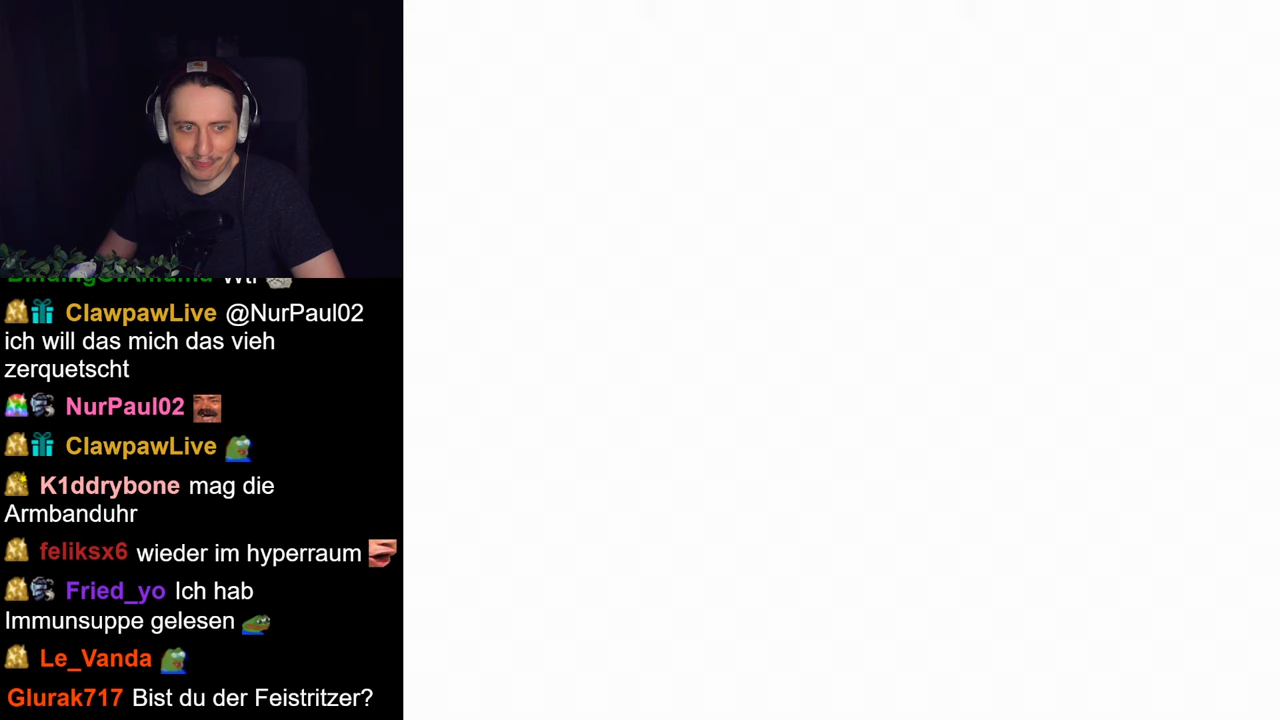 ClawpawLive @NurPaul02
ich will das mich das vieh
zerquetscht
NurPaul02
ClawpawLive
K1ddrybone mag die
Armbanduhr
feliksx6 wieder im hyperraum
Fried_yo Ich hab
Immunsuppe gelesen
Le_Vanda
Glurak717 Bist du der Feistritzer?